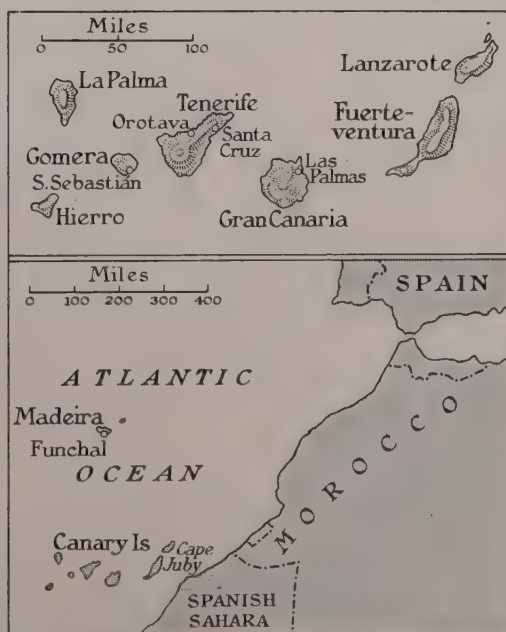 Miles
0 50 100
Lanzarote
La Palma
Tenerife
Orotava
Fuerte-
ventura
Santa
Cruz
Gomera
S. Sebastián
Las
Palmas
Hierro
Gran Canaria
Miles
0 100 200 300 400
SPAIN
ATLANTIC
Madeira
Funchal
OCEAN
MOROCCO
Canary Is
Cape
Juby
SPANISH
SAHARA